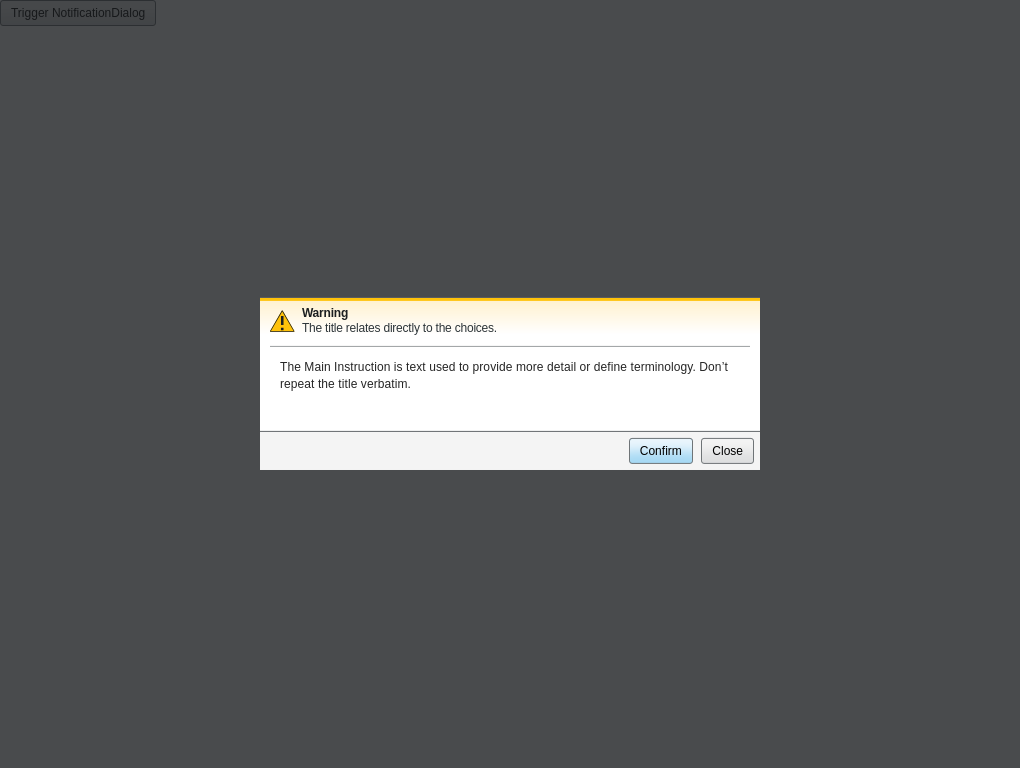 Trigger NotificationDialog
Warning
The title relates directly to the choices.
The Main Instruction is text used to provide more detail or define terminology. Don’t
repeat the title verbatim.
Confirm Close